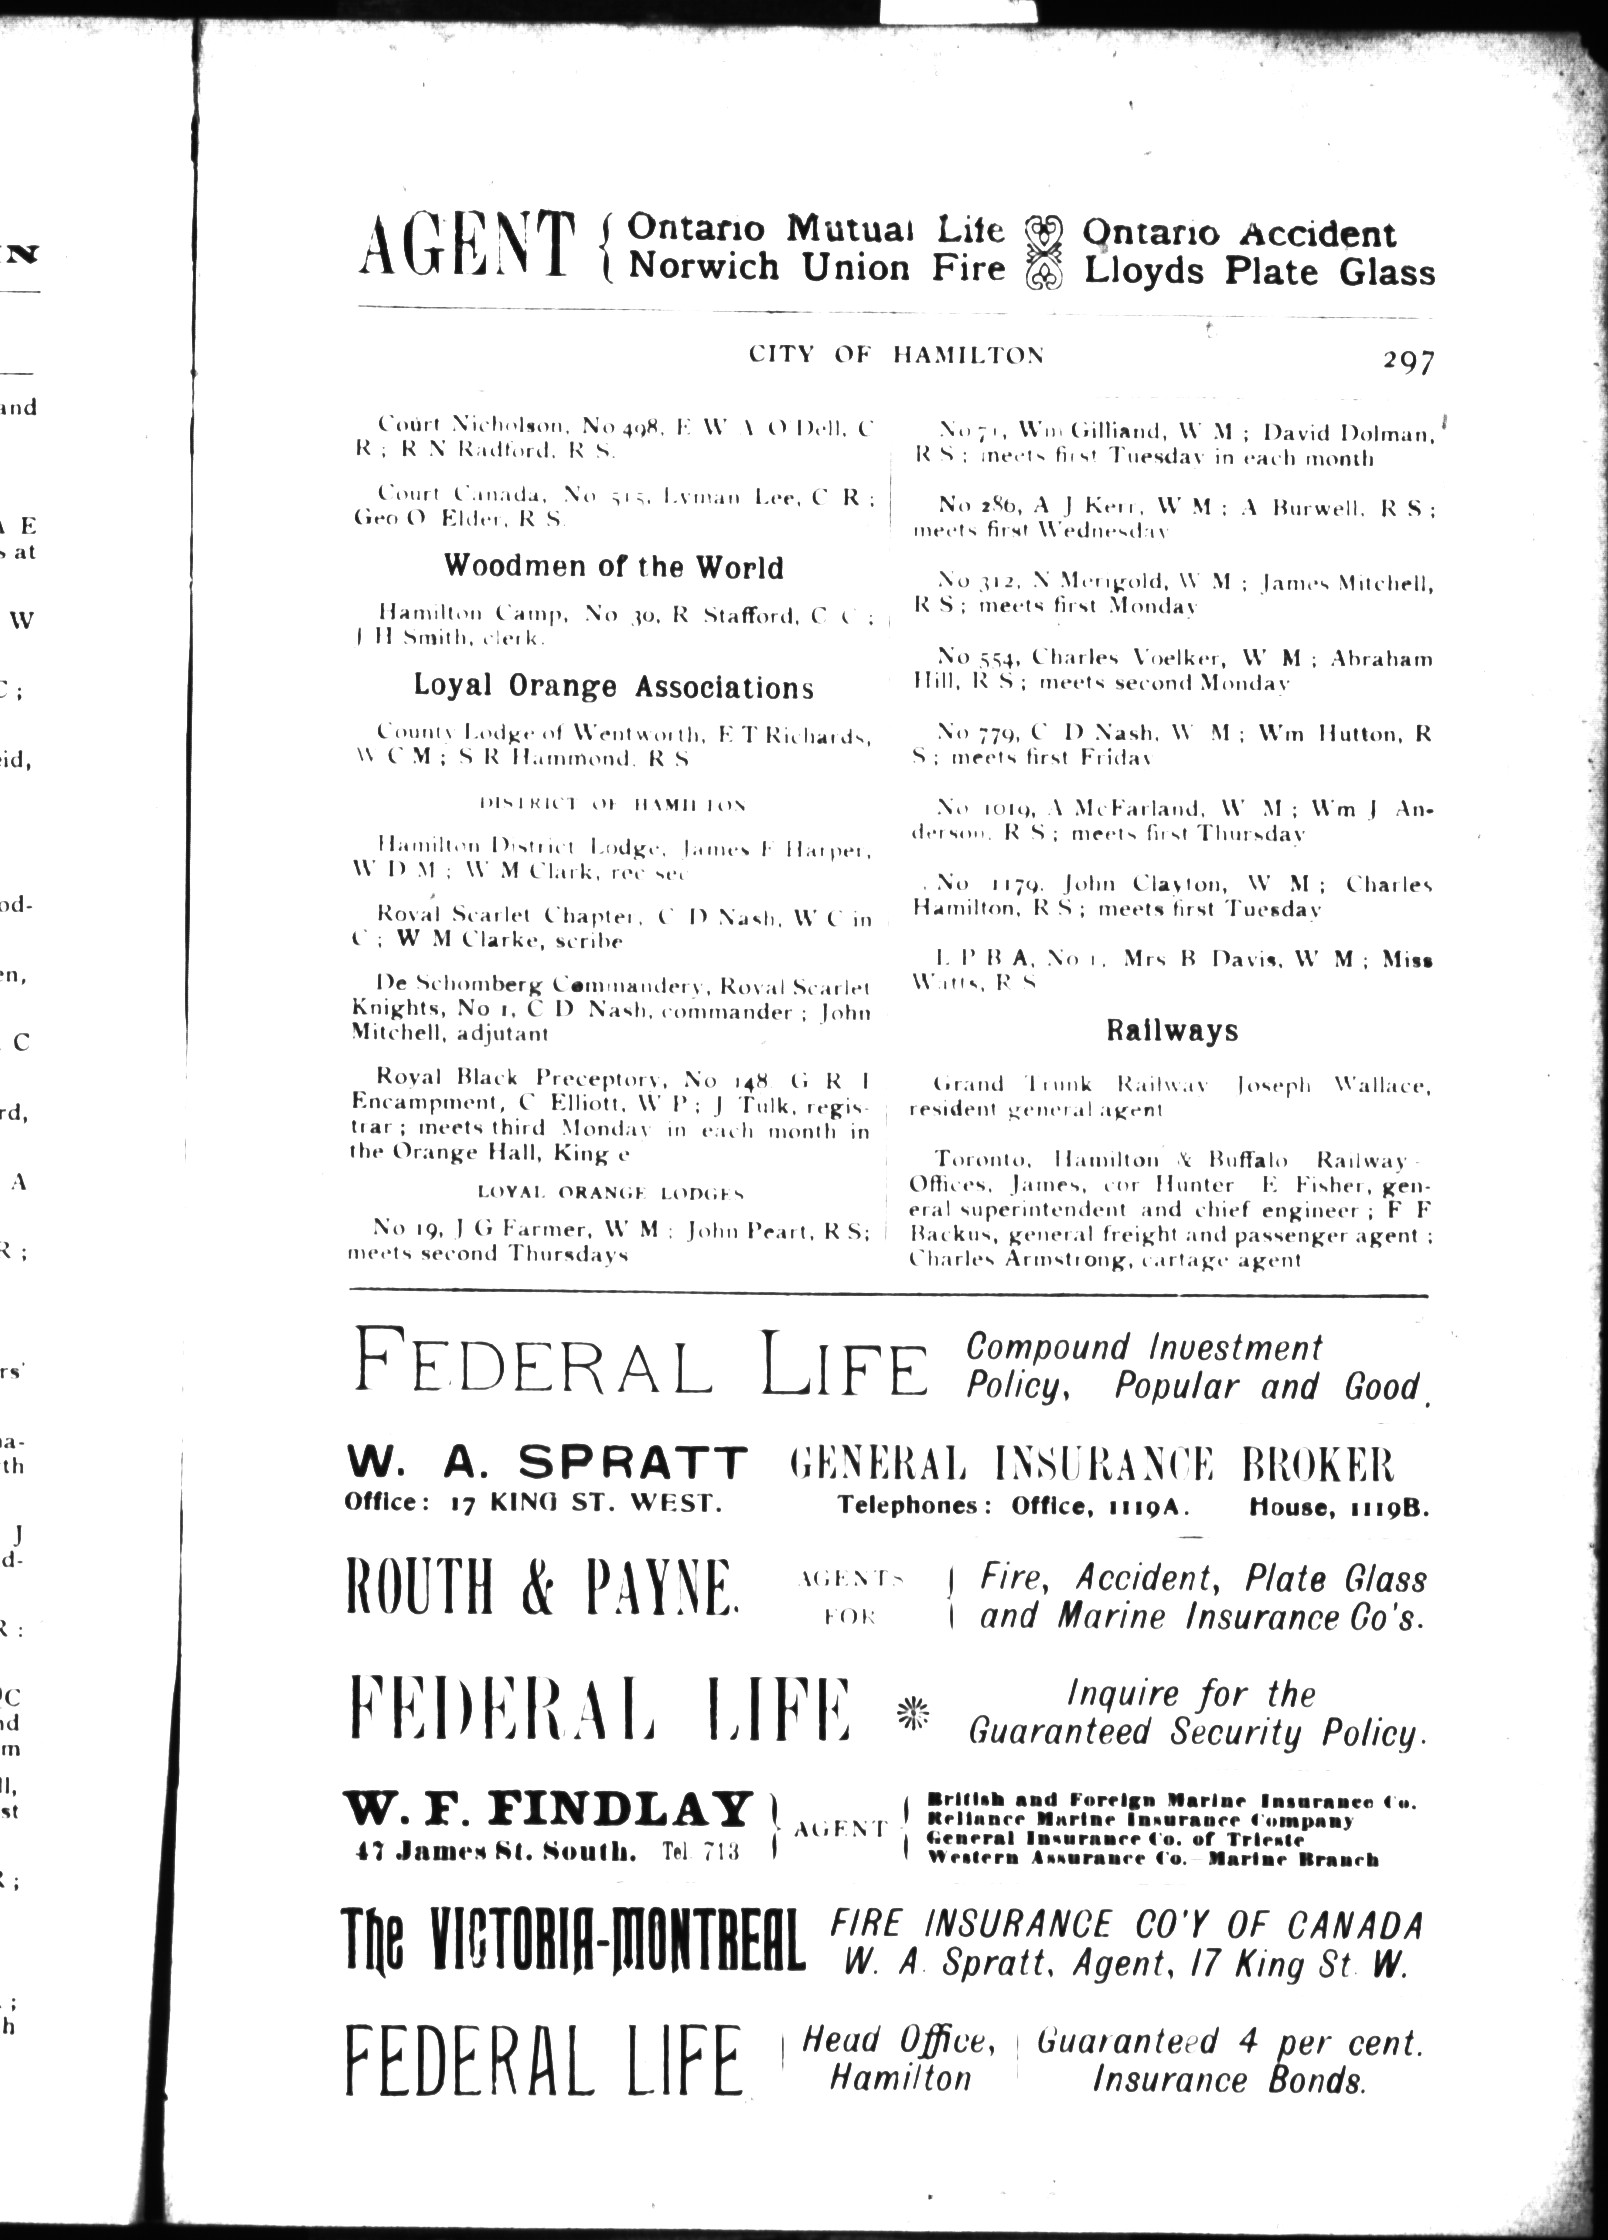 AGENT { Ontario Mutual Life Ontario Accident
Norwich Union Fire Lloyds Plate Glass
CITY OF HAMILTON 297
Court Nicholson, No 498, E W A O'Dell, C
R ; R N Radford, R S.
Court Canada, No 515, Lyman Lee, C R ;
Geo O Elder, R S.
Woodmen of the World
Hamilton Camp, No 30, R Stafford, C C ;
J H Smith, clerk.
Loyal Orange Associations
County Lodge of Wentworth, E T Richards,
W C M ; S R Hammond, R S
DISTRICT OF HAMILTON
Hamilton District Lodge, James F Harper,
W D M ; W M Clark, rec sec
Royal Scarlet Chapter, C D Nash, W C in
C ; W M Clarke, scribe
De Schomberg Commandery, Royal Scarlet
Knights, No 1, C D Nash, commander ; John
Mitchell, adjutant
Royal Black Preceptory, No 148 G R I
Encampment, C Elliott, W P ; J Tulk, regis-
trar ; meets third Monday in each month in
the Orange Hall, King e
LOYAL ORANGE LODGES
No 19, J G Farmer, W M ; John Peart, R S;
meets second Thursdays
No 71, Wm Gilliand, W M ; David Dolman,
R S ; meets first Tuesday in each month
No 286, A J Kerr, W M ; A Burwell, R S ;
meets first Wednesday
No 312, N Merigold, W M ; James Mitchell,
R S ; meets first Monday
No 554, Charles Voelker, W M ; Abraham
Hill, R S ; meets second Monday
No 779, C D Nash, W M ; Wm Hutton, R
S ; meets first Friday
No 1019, A McFarland, W M ; Wm J An-
derson, R S ; meets first Thursday
No 1179, John Clayton, W M ; Charles
Hamilton, R S ; meets first Tuesday
L P B A, No 1, Mrs B Davis, W M ; Miss
Watts, R S
Railways
Grand Trunk Railway Joseph Wallace,
resident general agent
Toronto, Hamilton & Buffalo Railway-
Offices, James, cor Hunter E Fisher, gen-
eral superintendent and chief engineer ; F F
Backus, general freight and passenger agent ;
Charles Armstrong, cartage agent
FEDERAL LIFE Compound Investment
Policy, Popular and Good.
W. A. SPRATT GENERAL INSURANCE BROKER
Office: 17 KING ST. WEST. Telephones: Office, 1119A. House, 1119B.
ROUTH & PAYNE. AGENTS FOR { Fire, Accident, Plate Glass
and Marine Insurance Co's.
FEDERAL LIFE Inquire for the
Guaranteed Security Policy.
W. F. FINDLAY } AGENT { British and Foreign Marine Insurance Co.
Reliance Marine Insurance Company
47 James St. South. Tel. 713 General Insurance Co. of Trieste
Western Assurance Co. Marine Branch
The VICTORIA-MONTREAL FIRE INSURANCE CO'Y OF CANADA
W. A. Spratt, Agent, 17 King St. W.
FEDERAL LIFE | Head Office, | Guaranteed 4 per cent.
Hamilton Insurance Bonds.